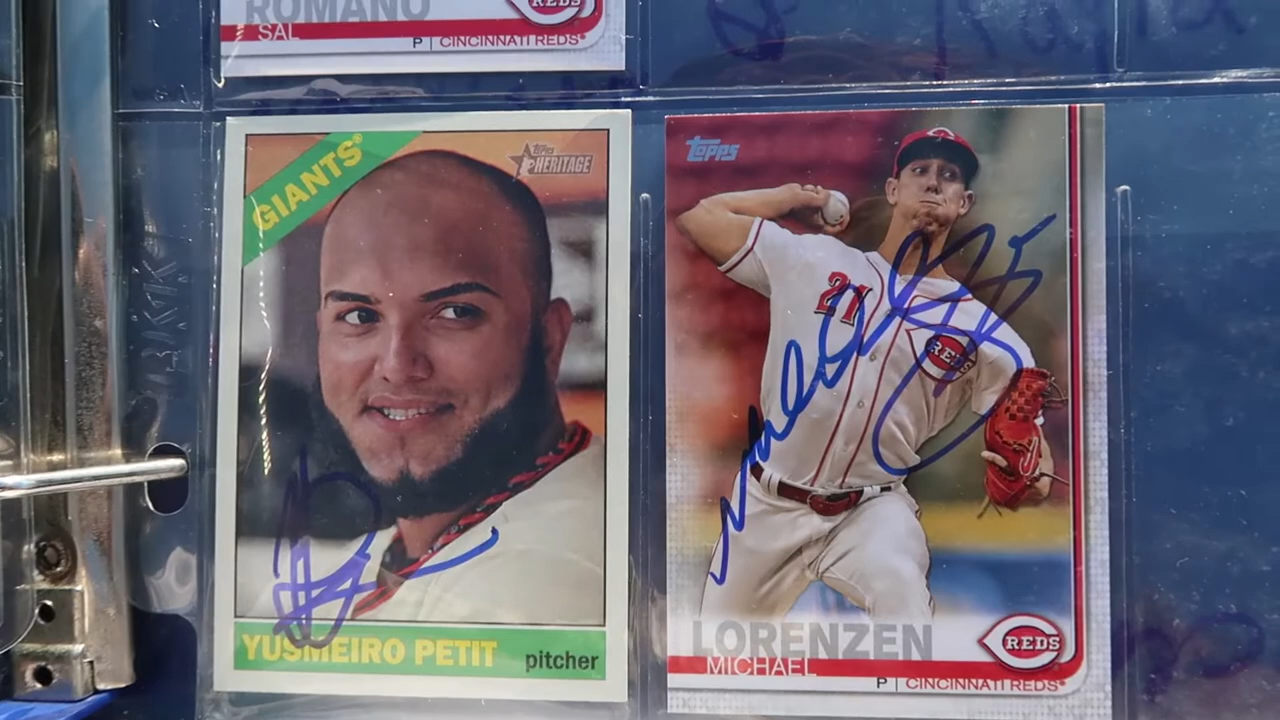 ROMANO
REDS
SAL
P | CINCINNATI REDS
GIANTS
Topps
HERITAGE
YUSMEIRO PETIT
pitcher
Topps
21
REDS
LORENZEN
REDS
MICHAEL
P | CINCINNATI REDS